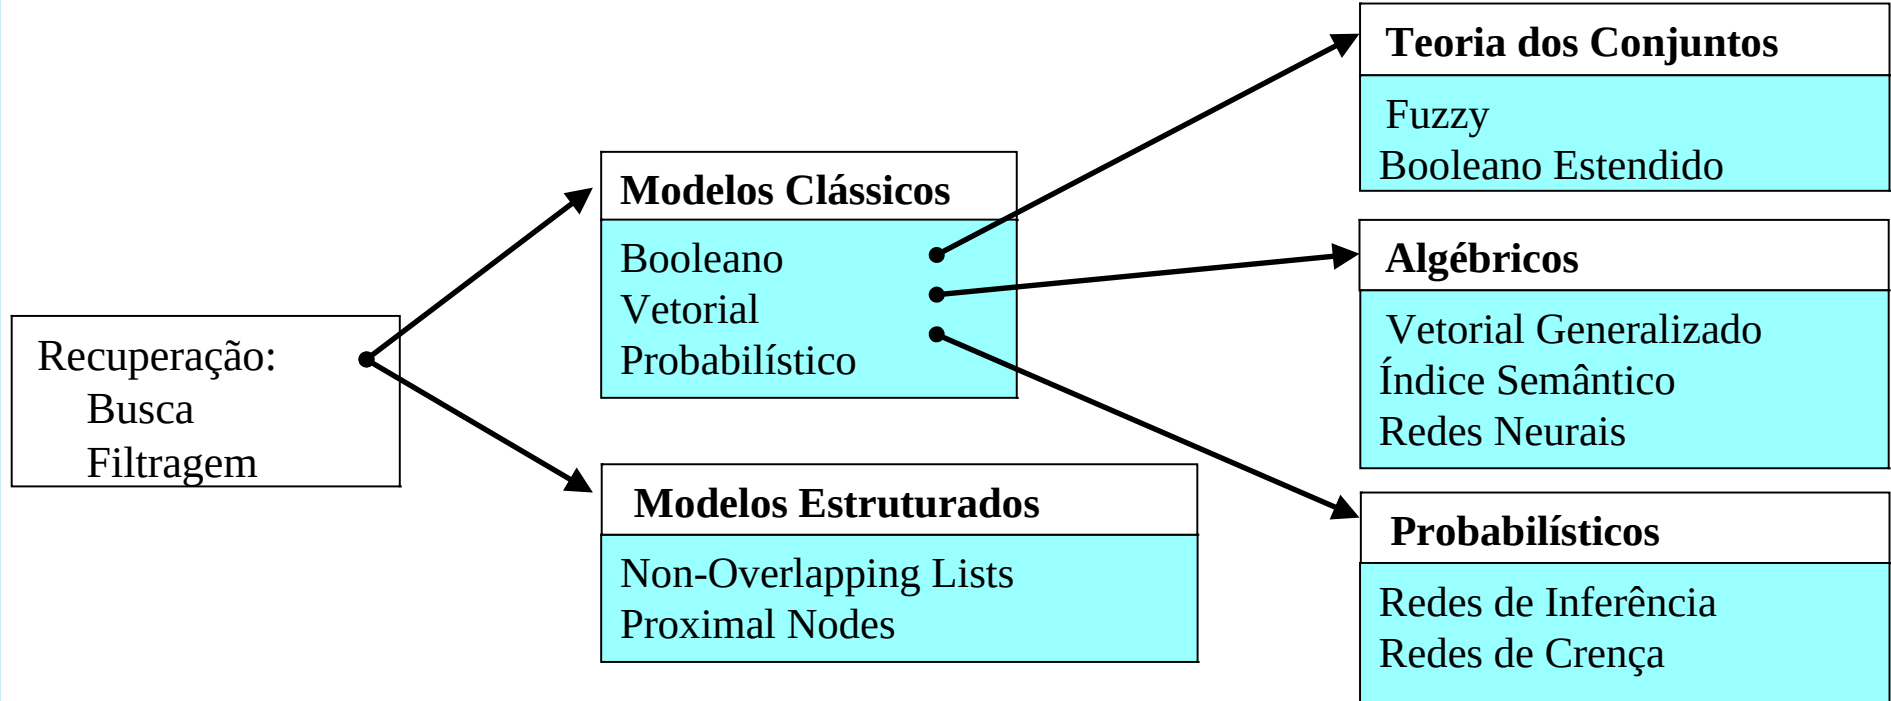 Recuperação:
Busca
Filtragem
Modelos Clássicos
Booleano
Vetorial
Probabilístico
Modelos Estruturados
Non-Overlapping Lists
Proximal Nodes
Teoria dos Conjuntos
Fuzzy
Booleano Estendido
Algébricos
Vetorial Generalizado
Índice Semântico
Redes Neurais
Probabilísticos
Redes de Inferência
Redes de Crença